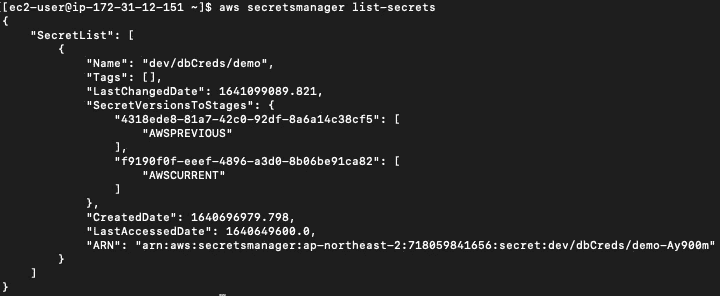 [[ec2-user@ip-172-31-12-151 ~]$ aws secretsmanager list-secrets
{
    "SecretList": [
        {
            "Name": "dev/dbCreds/demo",
            "Tags": [],
            "LastChangedDate": 1641099089.821,
            "SecretVersionsToStages": {
                "4318ede8-81a7-42c0-92df-8a6a14c38cf5": [
                    "AWSPREVIOUS"
                ],
                "f9190f0f-eeef-4896-a3d0-8b06be91ca82": [
                    "AWSCURRENT"
                ]
            },
            "CreatedDate": 1640696979.798,
            "LastAccessedDate": 1640649600.0,
            "ARN": "arn:aws:secretsmanager:ap-northeast-2:718059841656:secret:dev/dbCreds/demo-Ay900m"
        }
    ]
}